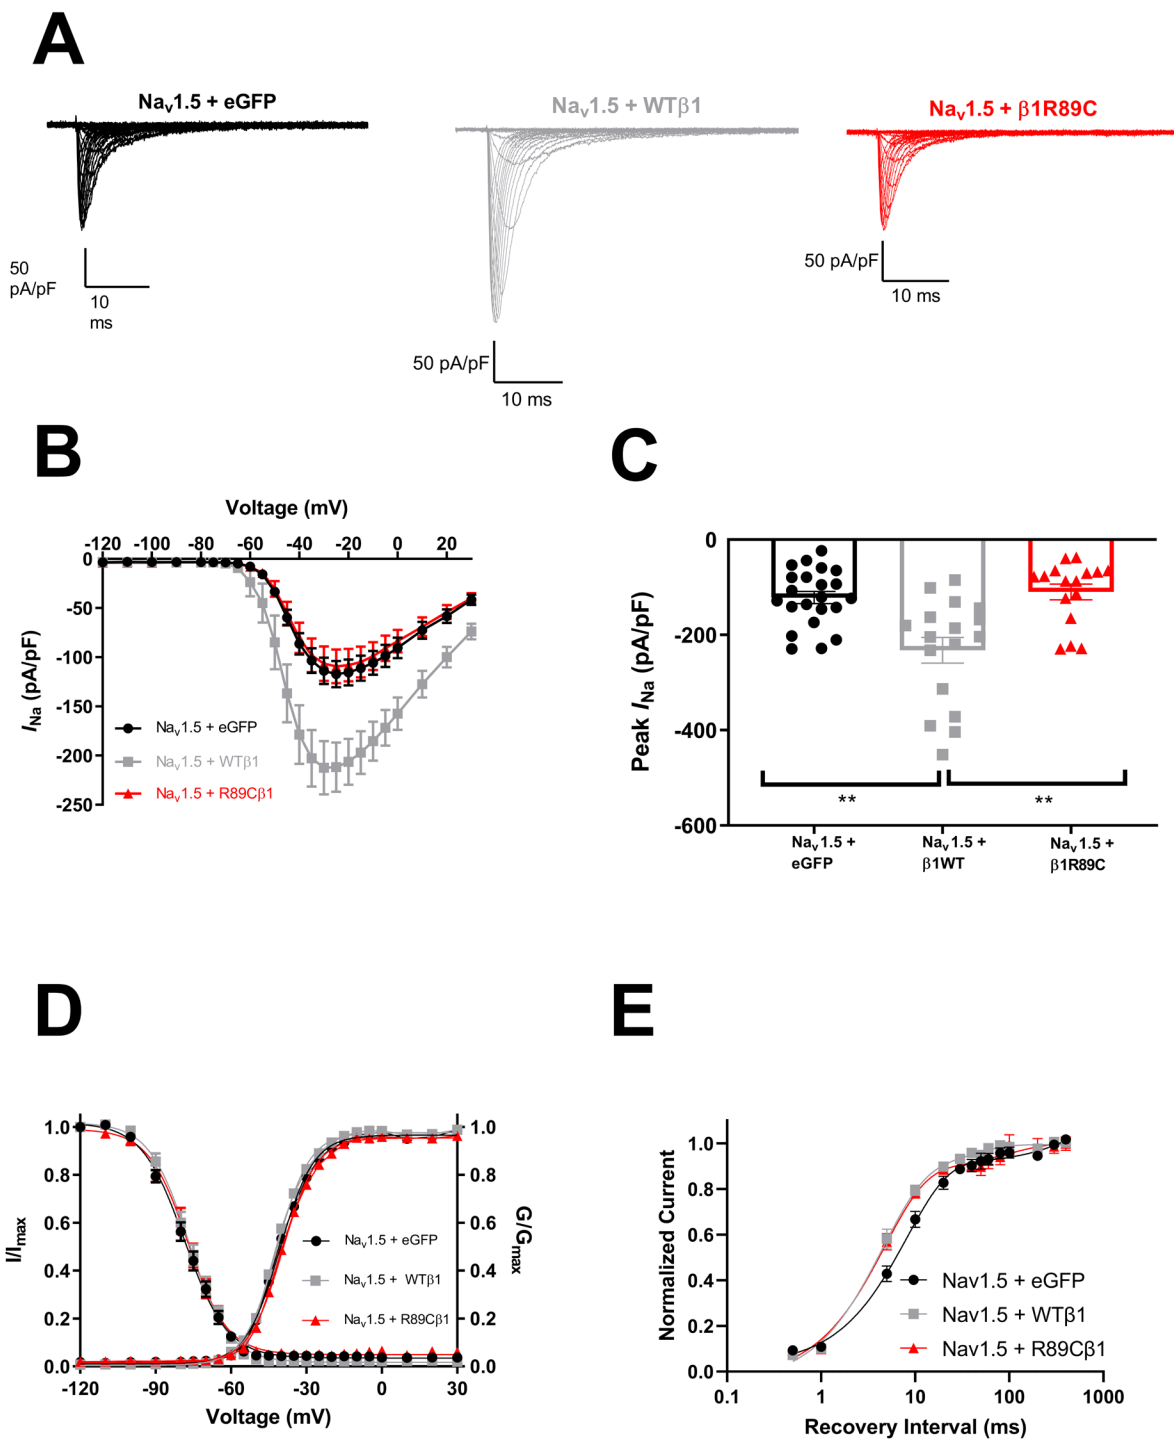 A
Nav1.5 + eGFP
Nav1.5 + WTβ1
Nav1.5 + β1R89C
50
pA/pF
10
ms
50 pA/pF
10 ms
50 pA/pF
10 ms
B
Voltage (mV)
-120 -100 -80 -60 -40 -20 0 20
0
-50
-100
-150
-200
-250
INa (pA/pF)
Nav1.5 + eGFP
Nav1.5 + WTβ1
Nav1.5 + R89Cβ1
C
0
-200
-400
-600
Peak INa (pA/pF)
** **
Nav1.5 + eGFP
Nav1.5 + β1WT
Nav1.5 + β1R89C
D
1.0
0.8
0.6
0.4
0.2
0.0
I/Imax
1.0
0.8
0.6
0.4
0.2
0.0
G/Gmax
Nav1.5 + eGFP
Nav1.5 + WTβ1
Nav1.5 + R89Cβ1
-120 -90 -60 -30 0 30
Voltage (mV)
E
1.0
0.8
0.6
0.4
0.2
0.0
Normalized Current
Nav1.5 + eGFP
Nav1.5 + WTβ1
Nav1.5 + R89Cβ1
0.1 1 10 100 1000
Recovery Interval (ms)